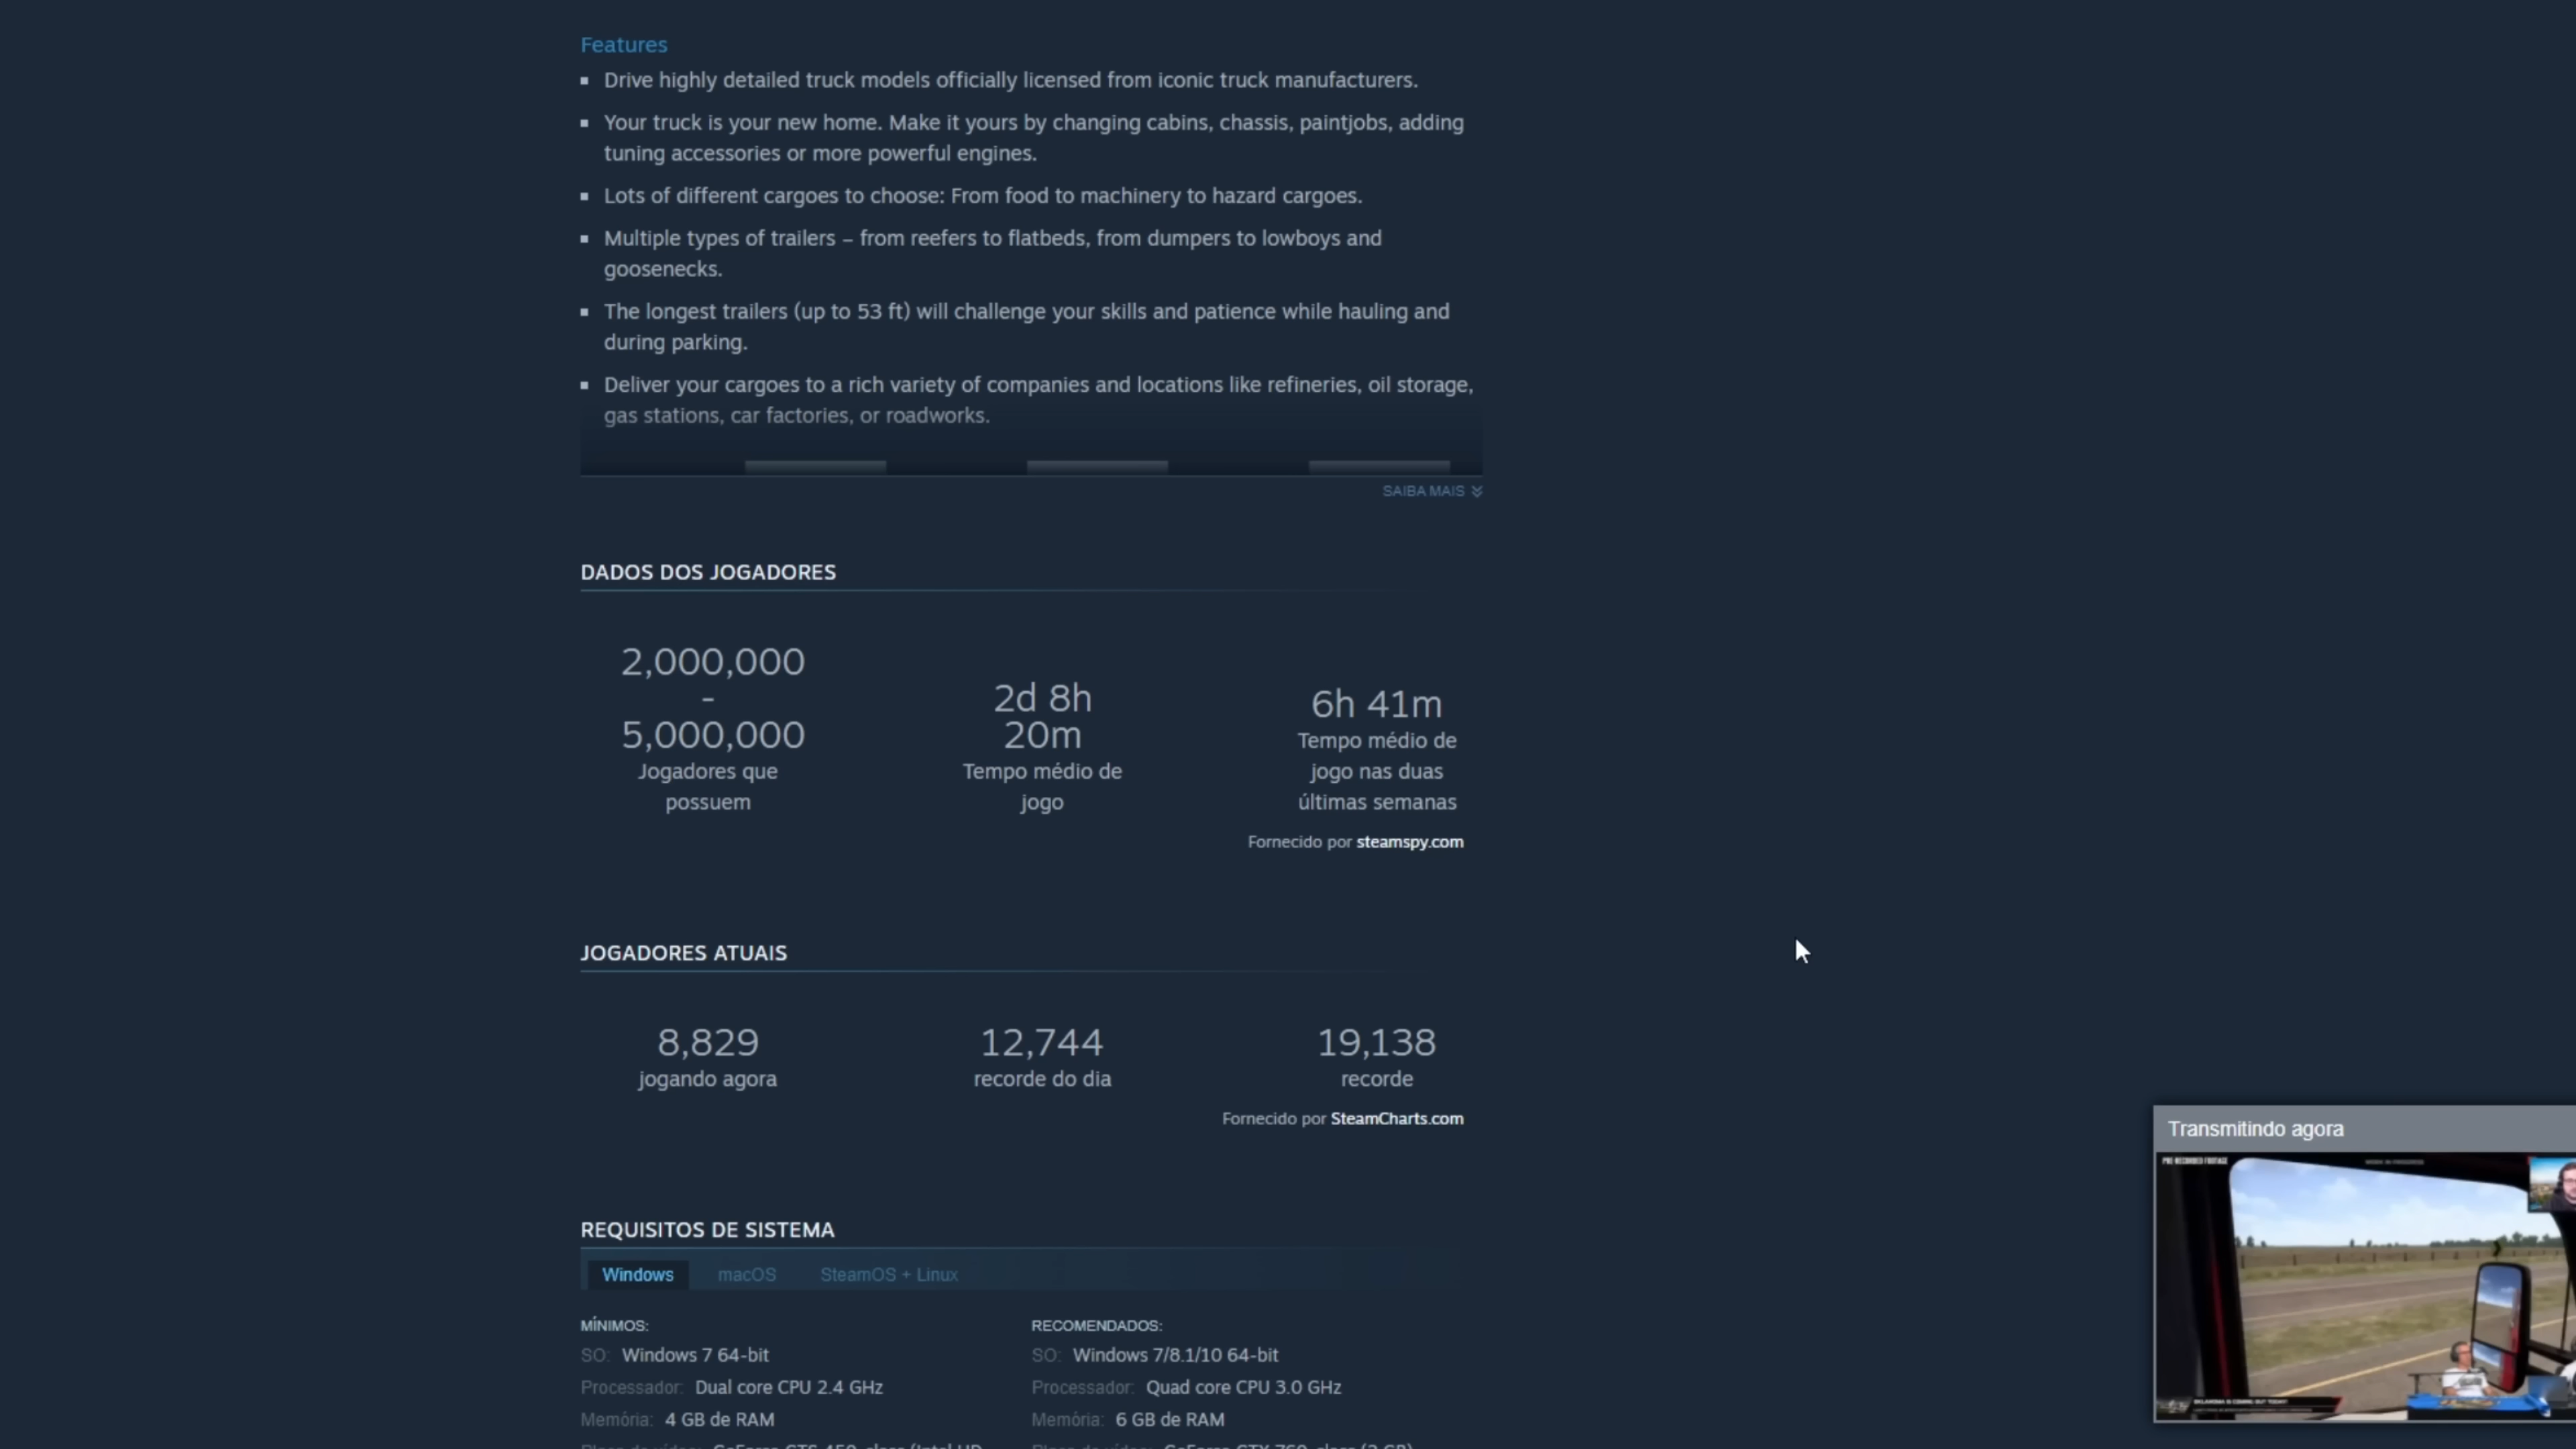 Features
Drive highly detailed truck models officially licensed from iconic truck manufacturers.
Your truck is your new home. Make it yours by changing cabins, chassis, paintjobs, adding
tuning accessories or more powerful engines.
Lots of different cargoes to choose: From food to machinery to hazard cargoes.
Multiple types of trailers – from reefers to flatbeds, from dumpers to lowboys and
goosenecks.
The longest trailers (up to 53 ft) will challenge your skills and patience while hauling and
during parking.
Deliver your cargoes to a rich variety of companies and locations like refineries, oil storage,
gas stations, car factories, or roadworks.
SAIBA MAIS
DADOS DOS JOGADORES
2,000,000
-
5,000,000
Jogadores que
possuem
2d 8h
20m
Tempo médio de
jogo
6h 41m
Tempo médio de
jogo nas duas
últimas semanas
Fornecido por steamspy.com
JOGADORES ATUAIS
8,829
jogando agora
12,744
recorde do dia
19,138
recorde
Fornecido por SteamCharts.com
Transmitindo agora
PRE-RECORDED FOOTAGE
REQUISITOS DE SISTEMA
Windows
macOS
SteamOS + Linux
MÍNIMOS:
SO: Windows 7 64-bit
Processador: Dual core CPU 2.4 GHz
Memória: 4 GB de RAM
RECOMENDADOS:
SO: Windows 7/8.1/10 64-bit
Processador: Quad core CPU 3.0 GHz
Memória: 6 GB de RAM